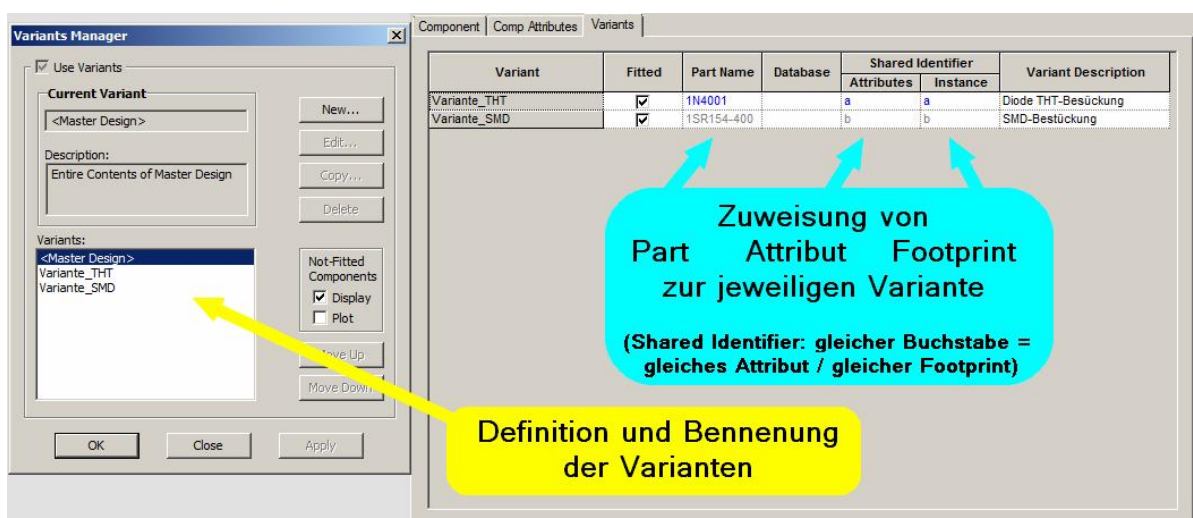 Variants Manager
Use Variants
Current Variant
<Master Design>
Description:
Entire Contents of Master Design
New...
Edit...
Copy...
Delete
Variants:
<Master Design>
Variante_THT
Variante_SMD
Not-Fitted
Components
Display
Plot
Move Up
Move Down
OK Close Apply
Component Comp Attributes Variants
Variant Fitted Part Name Database Shared Identifier Variant Description
Attributes Instance
Variante_THT 1N4001 a a Diode THT-Besückung
Variante_SMD 1SR154-400 b b SMD-Bestückung
Zuweisung von
Part Attribut Footprint
zur jeweiligen Variante
(Shared Identifier: gleicher Buchstabe =
gleiches Attribut / gleicher Footprint)
Definition und Bennenung
der Varianten